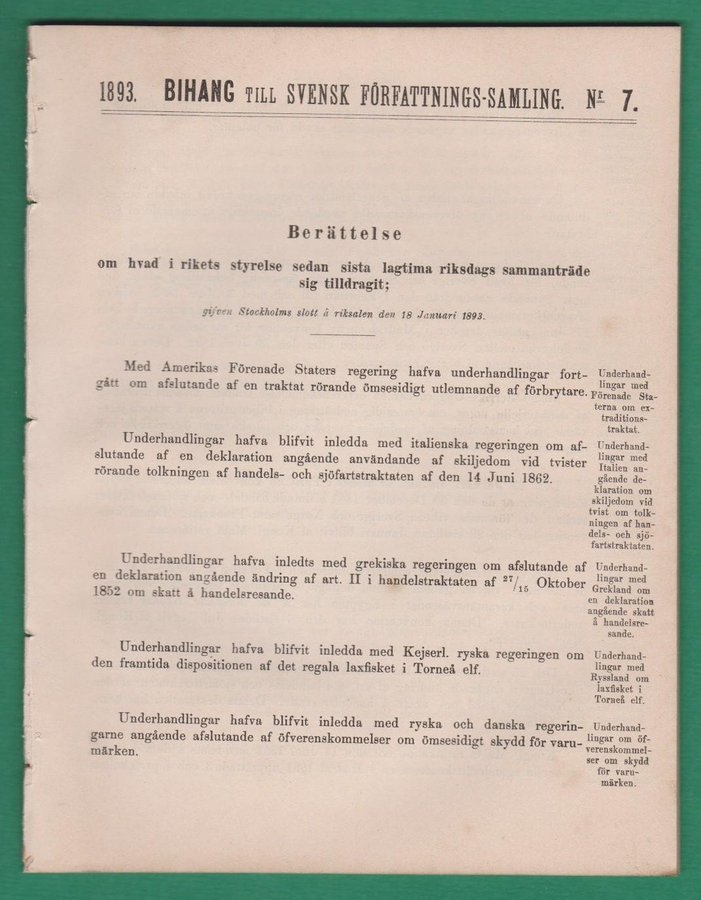 1893. BIHANG TILL SVENSK FÖRFATTNINGS-SAMLING. Nr 7.
Berättelse
om hvad i rikets styrelse sedan sista lagtima riksdags sammanträde
sig tilldragit;
gifven Stockholms slott å riksalen den 18 Januari 1893.
Med Amerikas Förenade Staters regering hafva underhandlingar fort-
gått om afslutande af en traktat rörande ömsesidigt utlemnande af förbrytare.
Underhand-
lingar med
Förenade Sta-
terna om ex-
traditions-
traktat.
Underhandlingar hafva blifvit inledda med italienska regeringen om af-
slutande af en deklaration angående användande af skiljedom vid tvister
rörande tolkningen af handels- och sjöfartstraktaten af den 14 Juni 1862.
Underhand-
lingar med
Italien an-
gående de-
klaration om
skiljedom vid
tvist om tolk-
ningen af han-
dels- och sjö-
fartstraktaten.
Underhandlingar hafva inledts med grekiska regeringen om afslutande af
en deklaration angående ändring af art. II i handelstraktaten af 27/15 Oktober
1852 om skatt å handelsresande.
Underhand-
lingar med
Grekland om
en deklaration
angående skatt
å handelsre-
sande.
Underhandlingar hafva blifvit inledda med Kejserl. ryska regeringen om
den framtida dispositionen af det regala laxfisket i Torneå elf.
Underhand-
lingar med
Ryssland om
laxfisket i
Torneå elf.
Underhandlingar hafva blifvit inledda med ryska och danska regerin-
garne angående afslutande af öfverenskommelser om ömsesidigt skydd för varu-
märken.
Underhand-
lingar om öf-
verenskommel-
ser om skydd
för varu-
märken.